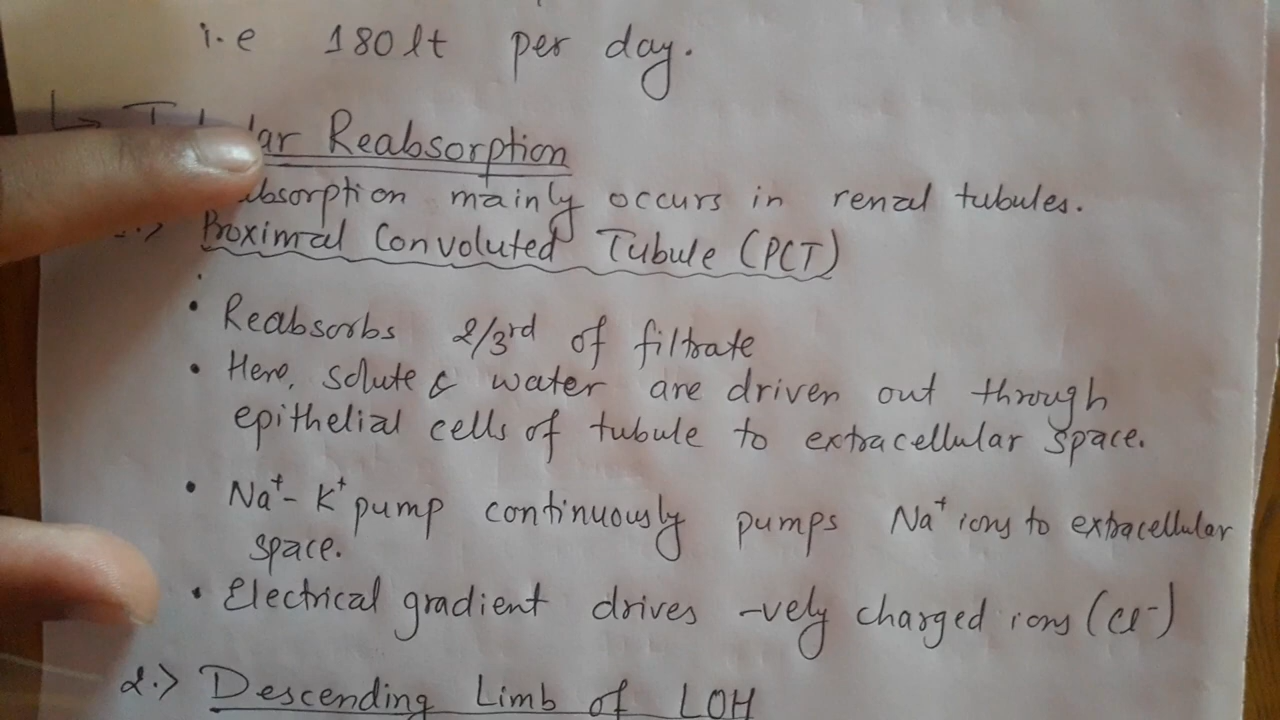 i.e 180 lt per day.
Reabsorption
mainly occurs in renal tubules.
Proximal Convoluted Tubule (PCT)
• Reabsorbs 2/3rd of filtrate
• Here, solute & water are driven out through
epithelial cells of tubule to extracellular space.
• Na⁺- K⁺ pump continuously pumps Na⁺ ions to extracellular
space.
• Electrical gradient drives -vely charged ions (Cl⁻)
2.> Descending Limb of LOH